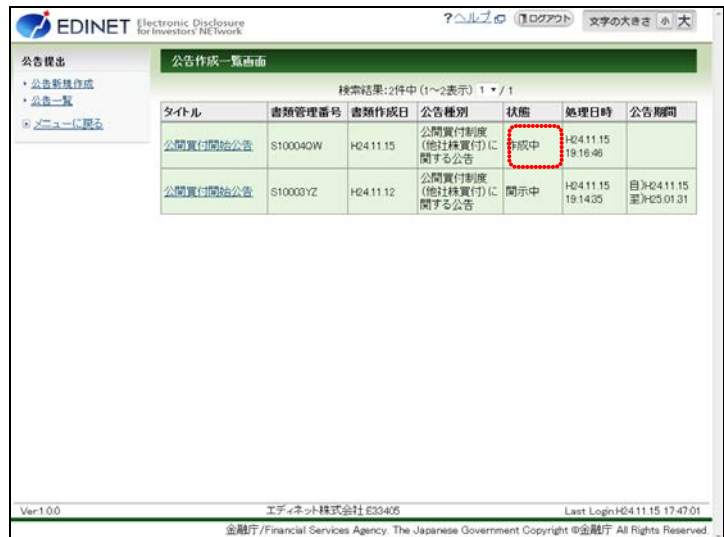 EDINET Electronic Disclosure for Investors' NETwork
?ヘルプ ログアウト 文字の大きさ 小 大
公告提出
公告新規作成
公告一覧
メニューに戻る
公告作成一覧画面
検索結果:2件中(1~2表示) 1 / 1
タイトル 書類管理番号 書類作成日 公告種別 状態 処理日時 公告期間
公開買付開始公告 S10004QW H24.11.15 公開買付制度(他社株買付)に関する公告 作成中 H24.11.15 19:16:46
公開買付開始公告 S10003YZ H24.11.12 公開買付制度(他社株買付)に関する公告 開示中 H24.11.15 19:14:35 自)H24.11.15 至)H25.01.31
Ver.1.0.0 エディネット株式会社:E33405 Last Login:H24.11.15 17:47:01
金融庁/Financial Services Agency. The Japanese Government Copyright ©金融庁 All Rights Reserved.